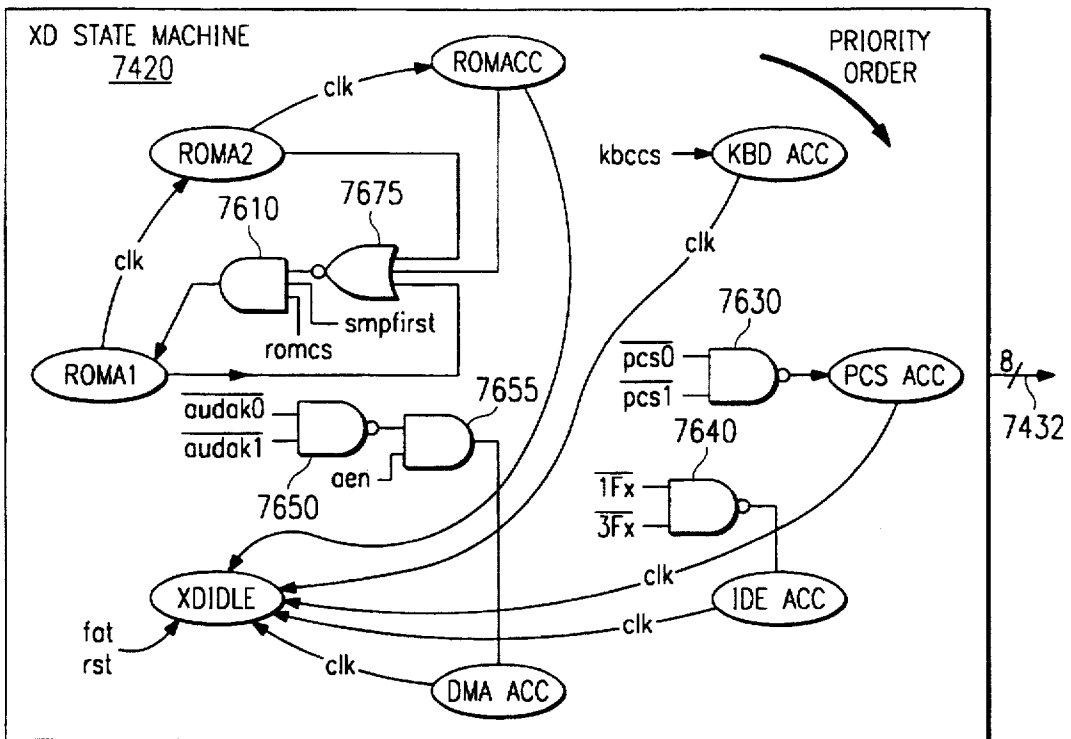 XD STATE MACHINE
7420
ROMACC
PRIORITY
ORDER
clk
ROMA2
kbccs
KBD ACC
7610
7675
clk
clk
smpfirst
romcs
7630
ROMA1
pcs0
pcs1
PCS ACC
8
7432
audak0
audak1
7655
7640
aen
7650
1Fx
3Fx
XDIDLE
clk
IDE ACC
clk
fat
rst
clk
DMA ACC